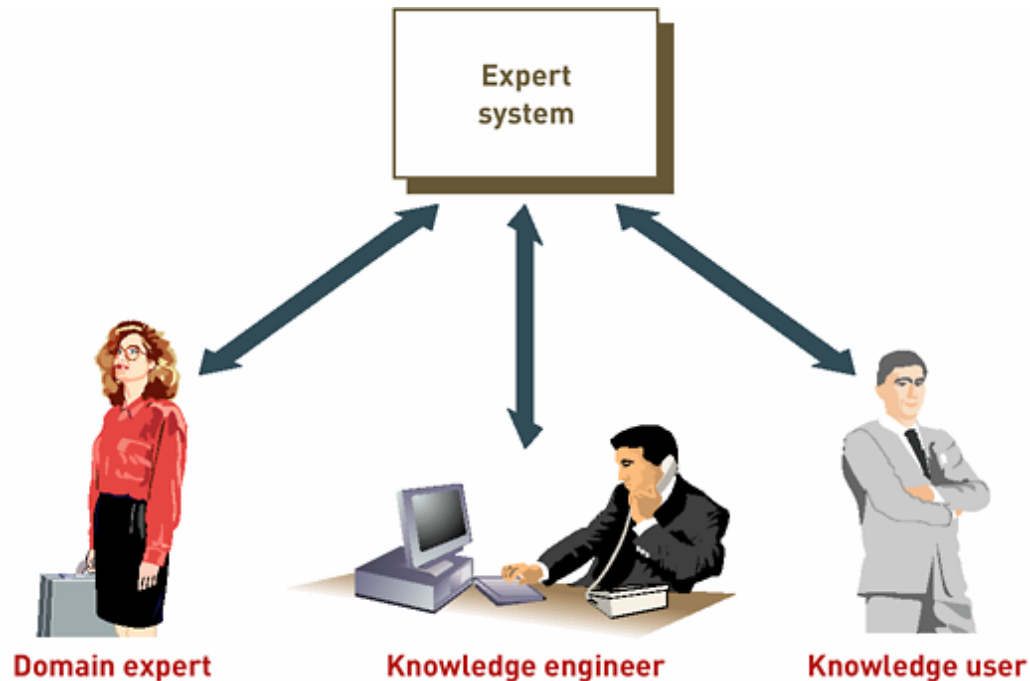 Expert
system
Domain expert
Knowledge engineer
Knowledge user